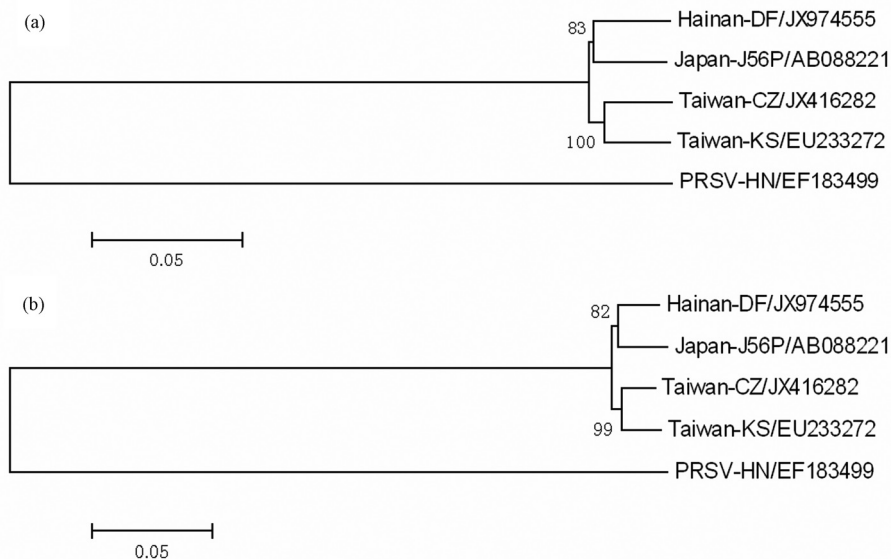 (a)
83
Hainan-DF/JX974555
Japan-J56P/AB088221
Taiwan-CZ/JX416282
100
Taiwan-KS/EU233272
PRSV-HN/EF183499
0.05
(b)
82
Hainan-DF/JX974555
Japan-J56P/AB088221
Taiwan-CZ/JX416282
99
Taiwan-KS/EU233272
PRSV-HN/EF183499
0.05